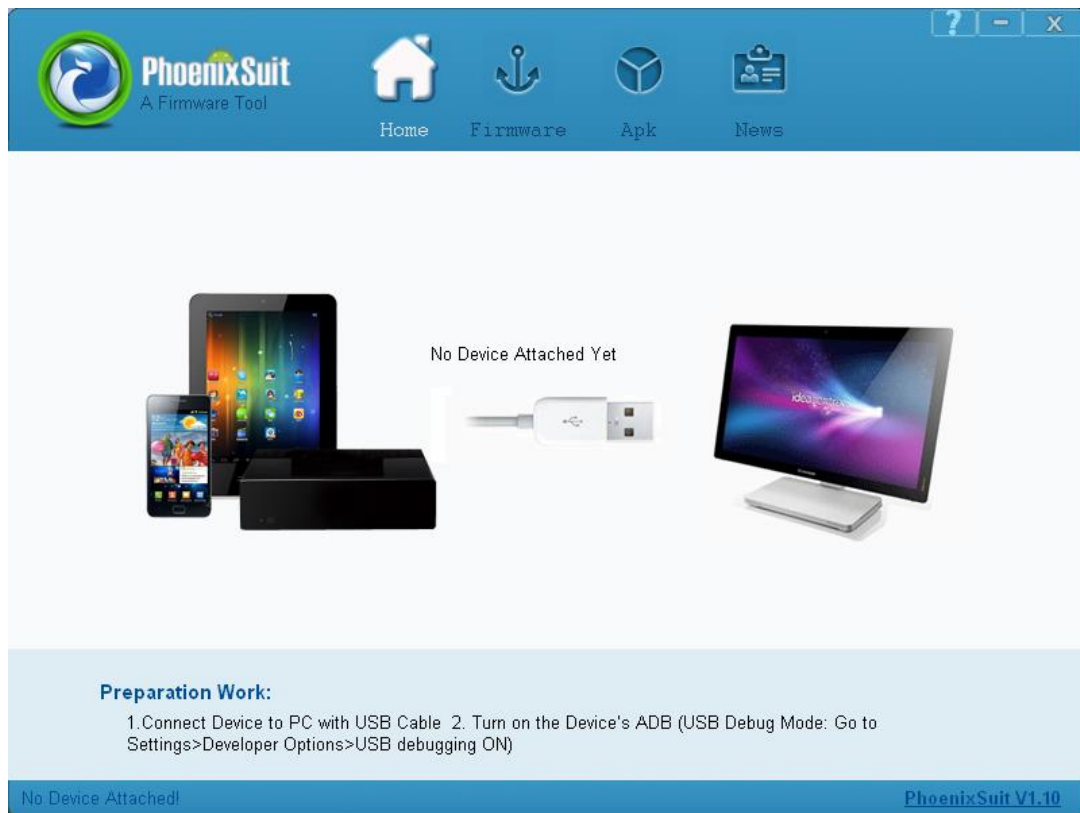 ? - X
PhoenixSuit
A Firmware Tool
Home Firmware Apk News
No Device Attached Yet
Preparation Work:
1.Connect Device to PC with USB Cable 2. Turn on the Device's ADB (USB Debug Mode: Go to
Settings>Developer Options>USB debugging ON)
No Device Attached!
PhoenixSuit V1.10